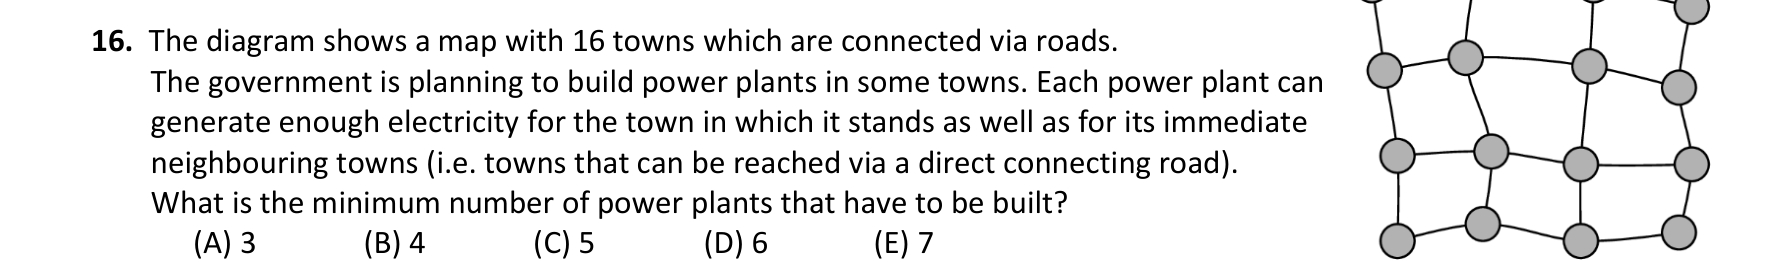 16. The diagram shows a map with 16 towns which are connected via roads.
The government is planning to build power plants in some towns. Each power plant can
generate enough electricity for the town in which it stands as well as for its immediate
neighbouring towns (i.e. towns that can be reached via a direct connecting road).
What is the minimum number of power plants that have to be built?
(A) 3 (B) 4 (C) 5 (D) 6 (E) 7